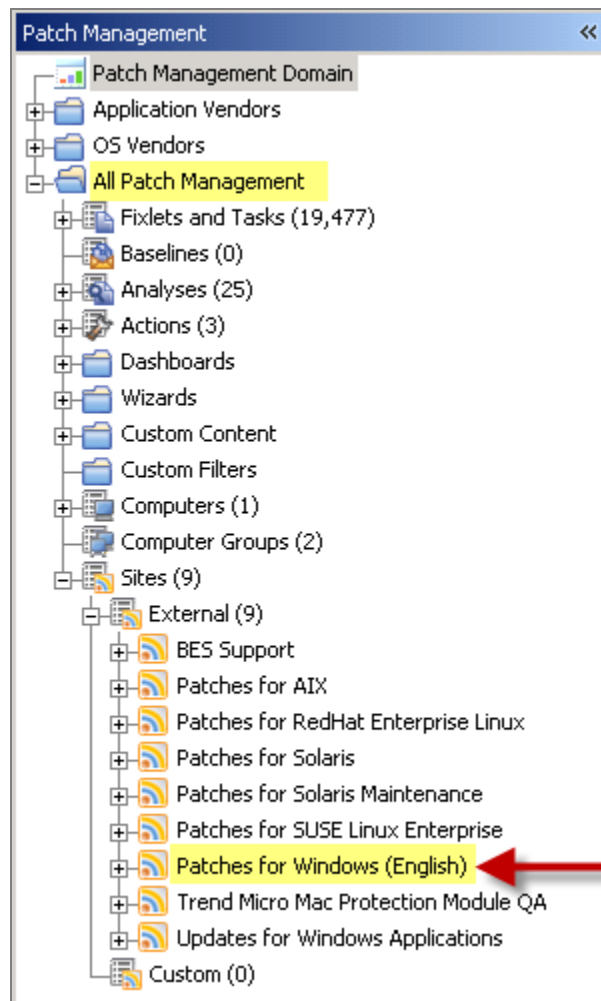 Patch Management
Patch Management Domain
Application Vendors
OS Vendors
All Patch Management
Fixlets and Tasks (19,477)
Baselines (0)
Analyses (25)
Actions (3)
Dashboards
Wizards
Custom Content
Custom Filters
Computers (1)
Computer Groups (2)
Sites (9)
External (9)
BES Support
Patches for AIX
Patches for RedHat Enterprise Linux
Patches for Solaris
Patches for Solaris Maintenance
Patches for SUSE Linux Enterprise
Patches for Windows (English)
Trend Micro Mac Protection Module QA
Updates for Windows Applications
Custom (0)